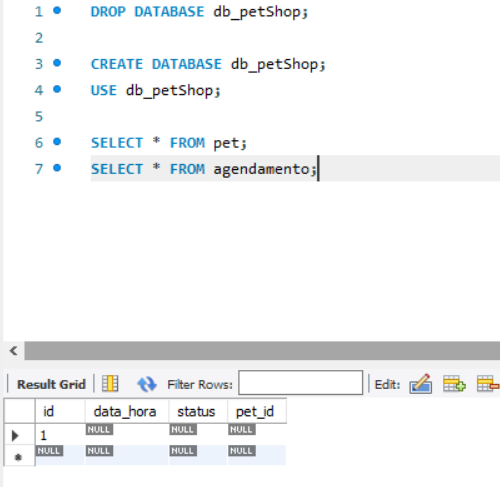 1 DROP DATABASE db_petShop;
2
3 CREATE DATABASE db_petShop;
4 USE db_petShop;
5
6 SELECT * FROM pet;
7 SELECT * FROM agendamento;
Result Grid Filter Rows: Edit:
id data_hora status pet_id
1 NULL NULL NULL
NULL NULL NULL NULL